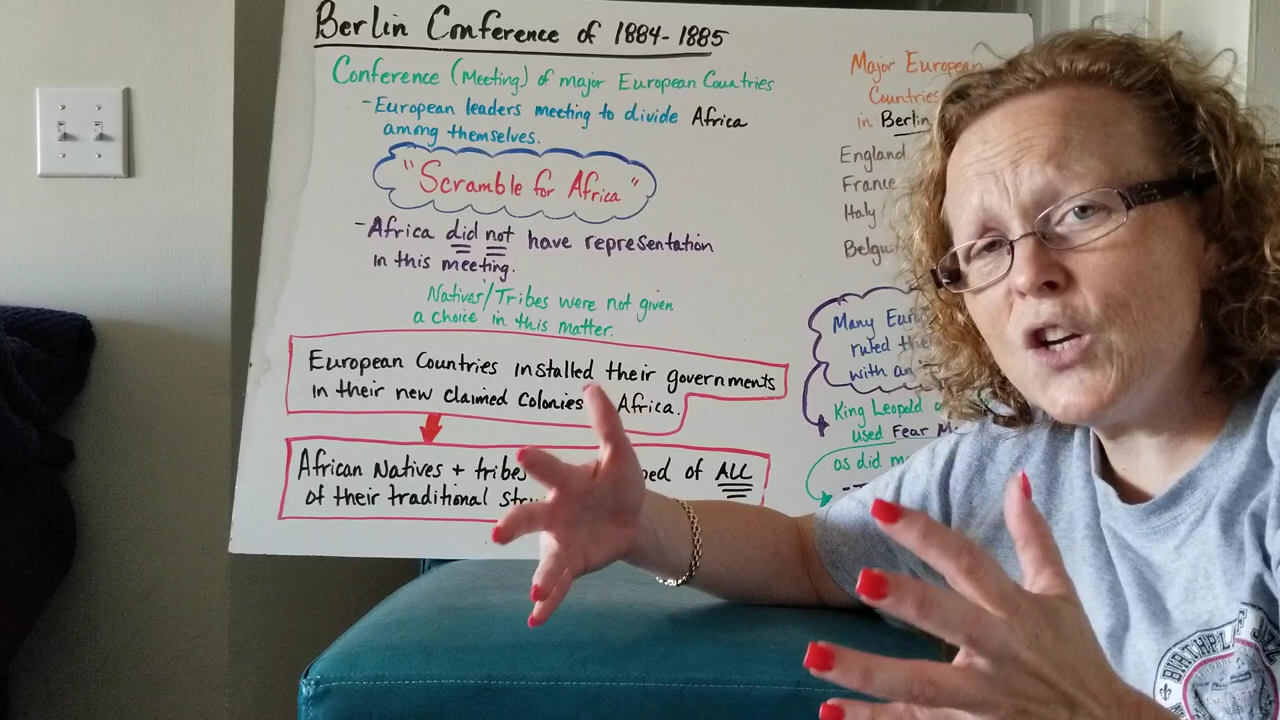 Berlin Conference of 1884-1885
Conference (Meeting) of major European Countries
- European leaders meeting to divide Africa
among themselves.
"Scramble for Africa"
- Africa did not have representation
in this meeting.
Natives/Tribes were not given
a choice in this matter.
European Countries installed their governments
in their new claimed colonies Africa.
African Natives + tribes of ALL
of their traditional
Major European
Countries
in Berlin
England
France
Italy
Many
ruled
with an
King Leopold
used Fear
as did
BIRTHPLACE JAZZ